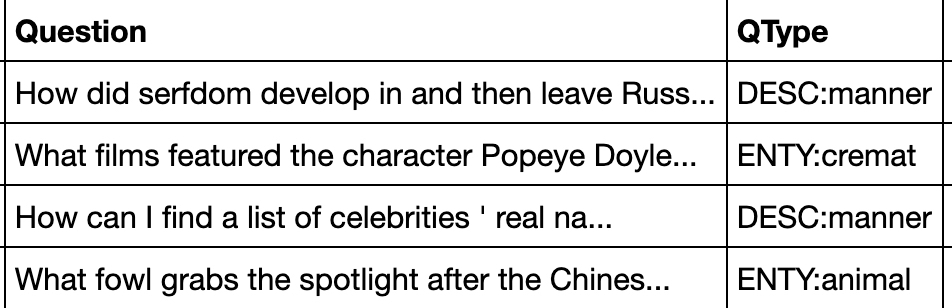 Question QType
How did serfdom develop in and then leave Russ... DESC:manner
What films featured the character Popeye Doyle... ENTY:cremat
How can I find a list of celebrities ' real na... DESC:manner
What fowl grabs the spotlight after the Chines... ENTY:animal